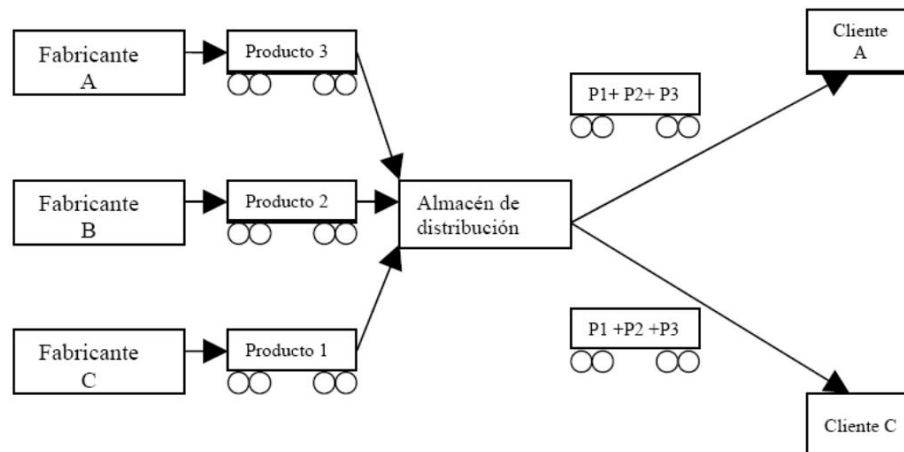 Fabricante
A
Producto 3
P1+ P2+ P3
Cliente
A
Fabricante
B
Producto 2
Almacén de
distribución
Fabricante
C
Producto 1
P1 +P2 +P3
Cliente C